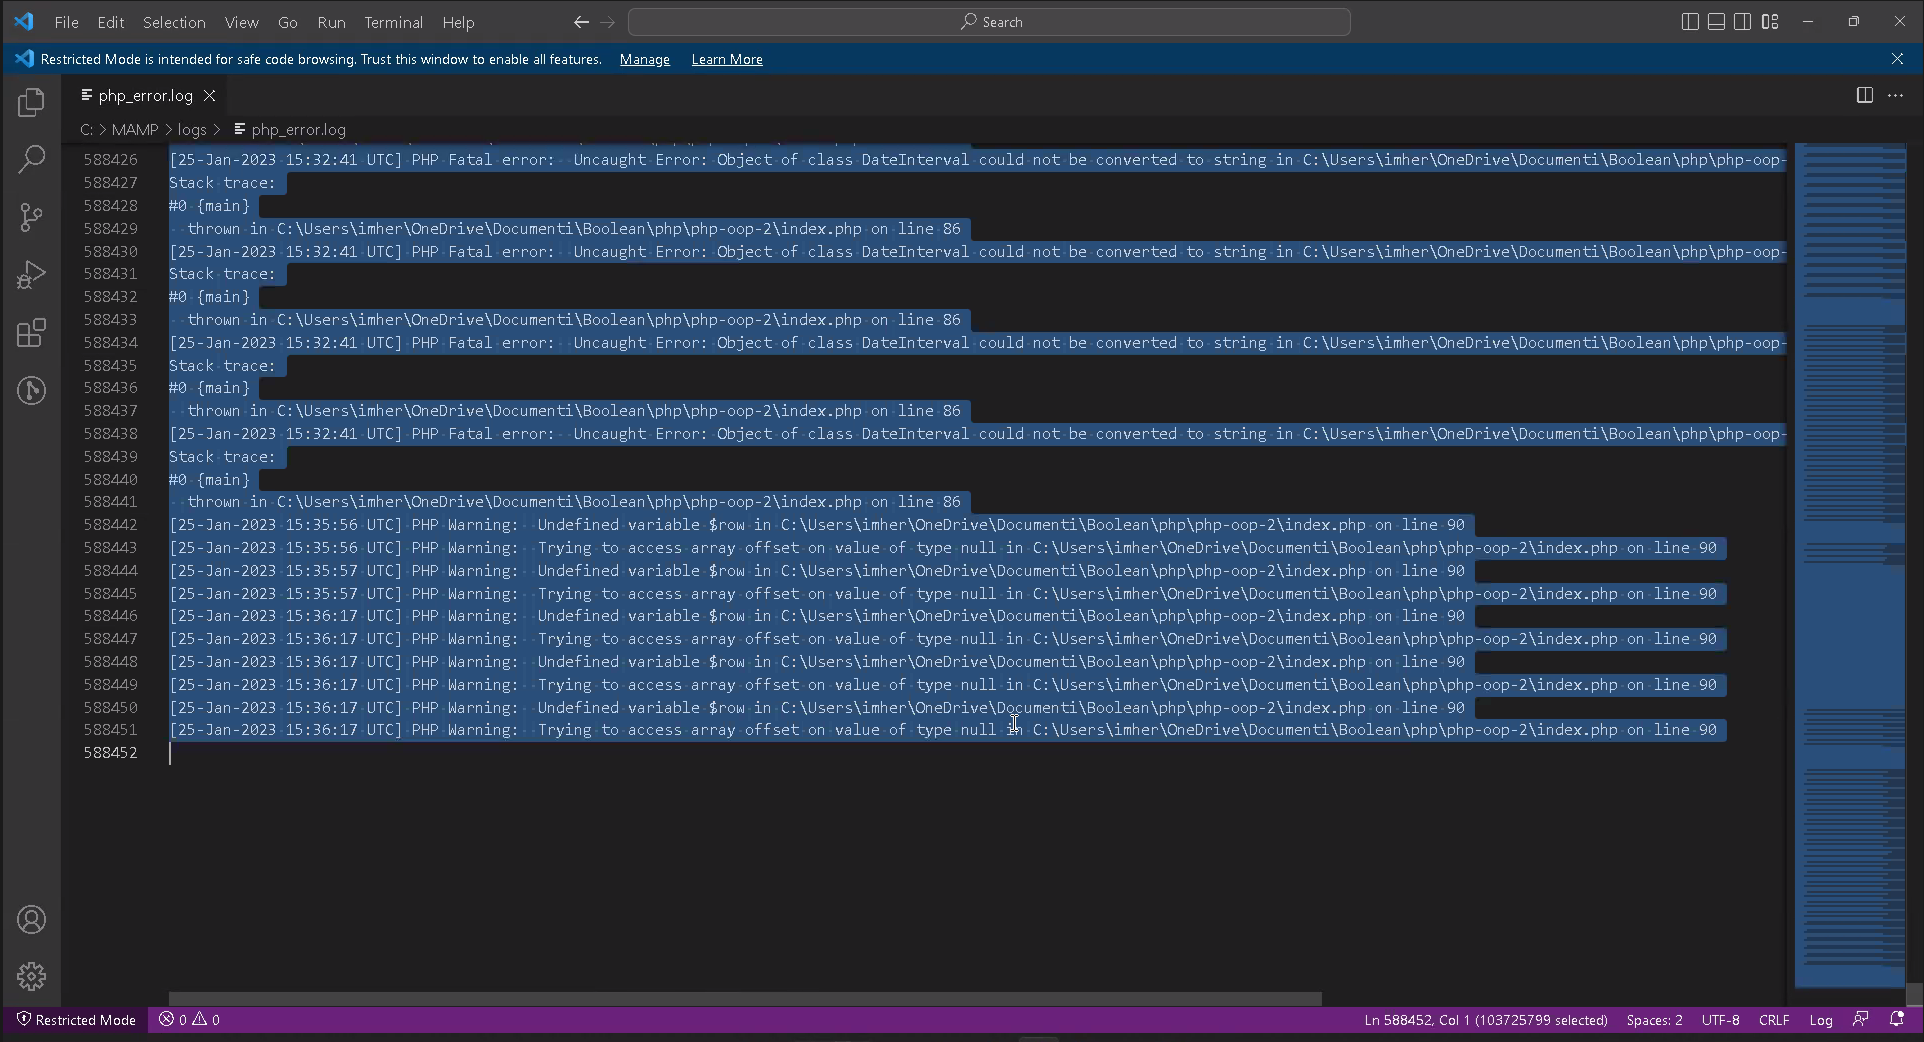 File Edit Selection View Go Run Terminal Help Search
Restricted Mode is intended for safe code browsing. Trust this window to enable all features. Manage Learn More
php_error.log
C: > MAMP > logs > php_error.log
588426 [25-Jan-2023 15:32:41 UTC] PHP Fatal error:  Uncaught Error: Object of class DateInterval could not be converted to string in C:\Users\imher\OneDrive\Documenti\Boolean\php\php-oop-
588427 Stack trace:
588428 #0 {main}
588429   thrown in C:\Users\imher\OneDrive\Documenti\Boolean\php\php-oop-2\index.php on line 86
588430 [25-Jan-2023 15:32:41 UTC] PHP Fatal error:  Uncaught Error: Object of class DateInterval could not be converted to string in C:\Users\imher\OneDrive\Documenti\Boolean\php\php-oop-
588431 Stack trace:
588432 #0 {main}
588433   thrown in C:\Users\imher\OneDrive\Documenti\Boolean\php\php-oop-2\index.php on line 86
588434 [25-Jan-2023 15:32:41 UTC] PHP Fatal error:  Uncaught Error: Object of class DateInterval could not be converted to string in C:\Users\imher\OneDrive\Documenti\Boolean\php\php-oop-
588435 Stack trace:
588436 #0 {main}
588437   thrown in C:\Users\imher\OneDrive\Documenti\Boolean\php\php-oop-2\index.php on line 86
588438 [25-Jan-2023 15:32:41 UTC] PHP Fatal error:  Uncaught Error: Object of class DateInterval could not be converted to string in C:\Users\imher\OneDrive\Documenti\Boolean\php\php-oop-
588439 Stack trace:
588440 #0 {main}
588441   thrown in C:\Users\imher\OneDrive\Documenti\Boolean\php\php-oop-2\index.php on line 86
588442 [25-Jan-2023 15:35:56 UTC] PHP Warning:  Undefined variable $row in C:\Users\imher\OneDrive\Documenti\Boolean\php\php-oop-2\index.php on line 90
588443 [25-Jan-2023 15:35:56 UTC] PHP Warning:  Trying to access array offset on value of type null in C:\Users\imher\OneDrive\Documenti\Boolean\php\php-oop-2\index.php on line 90
588444 [25-Jan-2023 15:35:57 UTC] PHP Warning:  Undefined variable $row in C:\Users\imher\OneDrive\Documenti\Boolean\php\php-oop-2\index.php on line 90
588445 [25-Jan-2023 15:35:57 UTC] PHP Warning:  Trying to access array offset on value of type null in C:\Users\imher\OneDrive\Documenti\Boolean\php\php-oop-2\index.php on line 90
588446 [25-Jan-2023 15:36:17 UTC] PHP Warning:  Undefined variable $row in C:\Users\imher\OneDrive\Documenti\Boolean\php\php-oop-2\index.php on line 90
588447 [25-Jan-2023 15:36:17 UTC] PHP Warning:  Trying to access array offset on value of type null in C:\Users\imher\OneDrive\Documenti\Boolean\php\php-oop-2\index.php on line 90
588448 [25-Jan-2023 15:36:17 UTC] PHP Warning:  Undefined variable $row in C:\Users\imher\OneDrive\Documenti\Boolean\php\php-oop-2\index.php on line 90
588449 [25-Jan-2023 15:36:17 UTC] PHP Warning:  Trying to access array offset on value of type null in C:\Users\imher\OneDrive\Documenti\Boolean\php\php-oop-2\index.php on line 90
588450 [25-Jan-2023 15:36:17 UTC] PHP Warning:  Undefined variable $row in C:\Users\imher\OneDrive\Documenti\Boolean\php\php-oop-2\index.php on line 90
588451 [25-Jan-2023 15:36:17 UTC] PHP Warning:  Trying to access array offset on value of type null in C:\Users\imher\OneDrive\Documenti\Boolean\php\php-oop-2\index.php on line 90
588452
Restricted Mode 0 0 Ln 588452, Col 1 (103725799 selected) Spaces: 2 UTF-8 CRLF Log